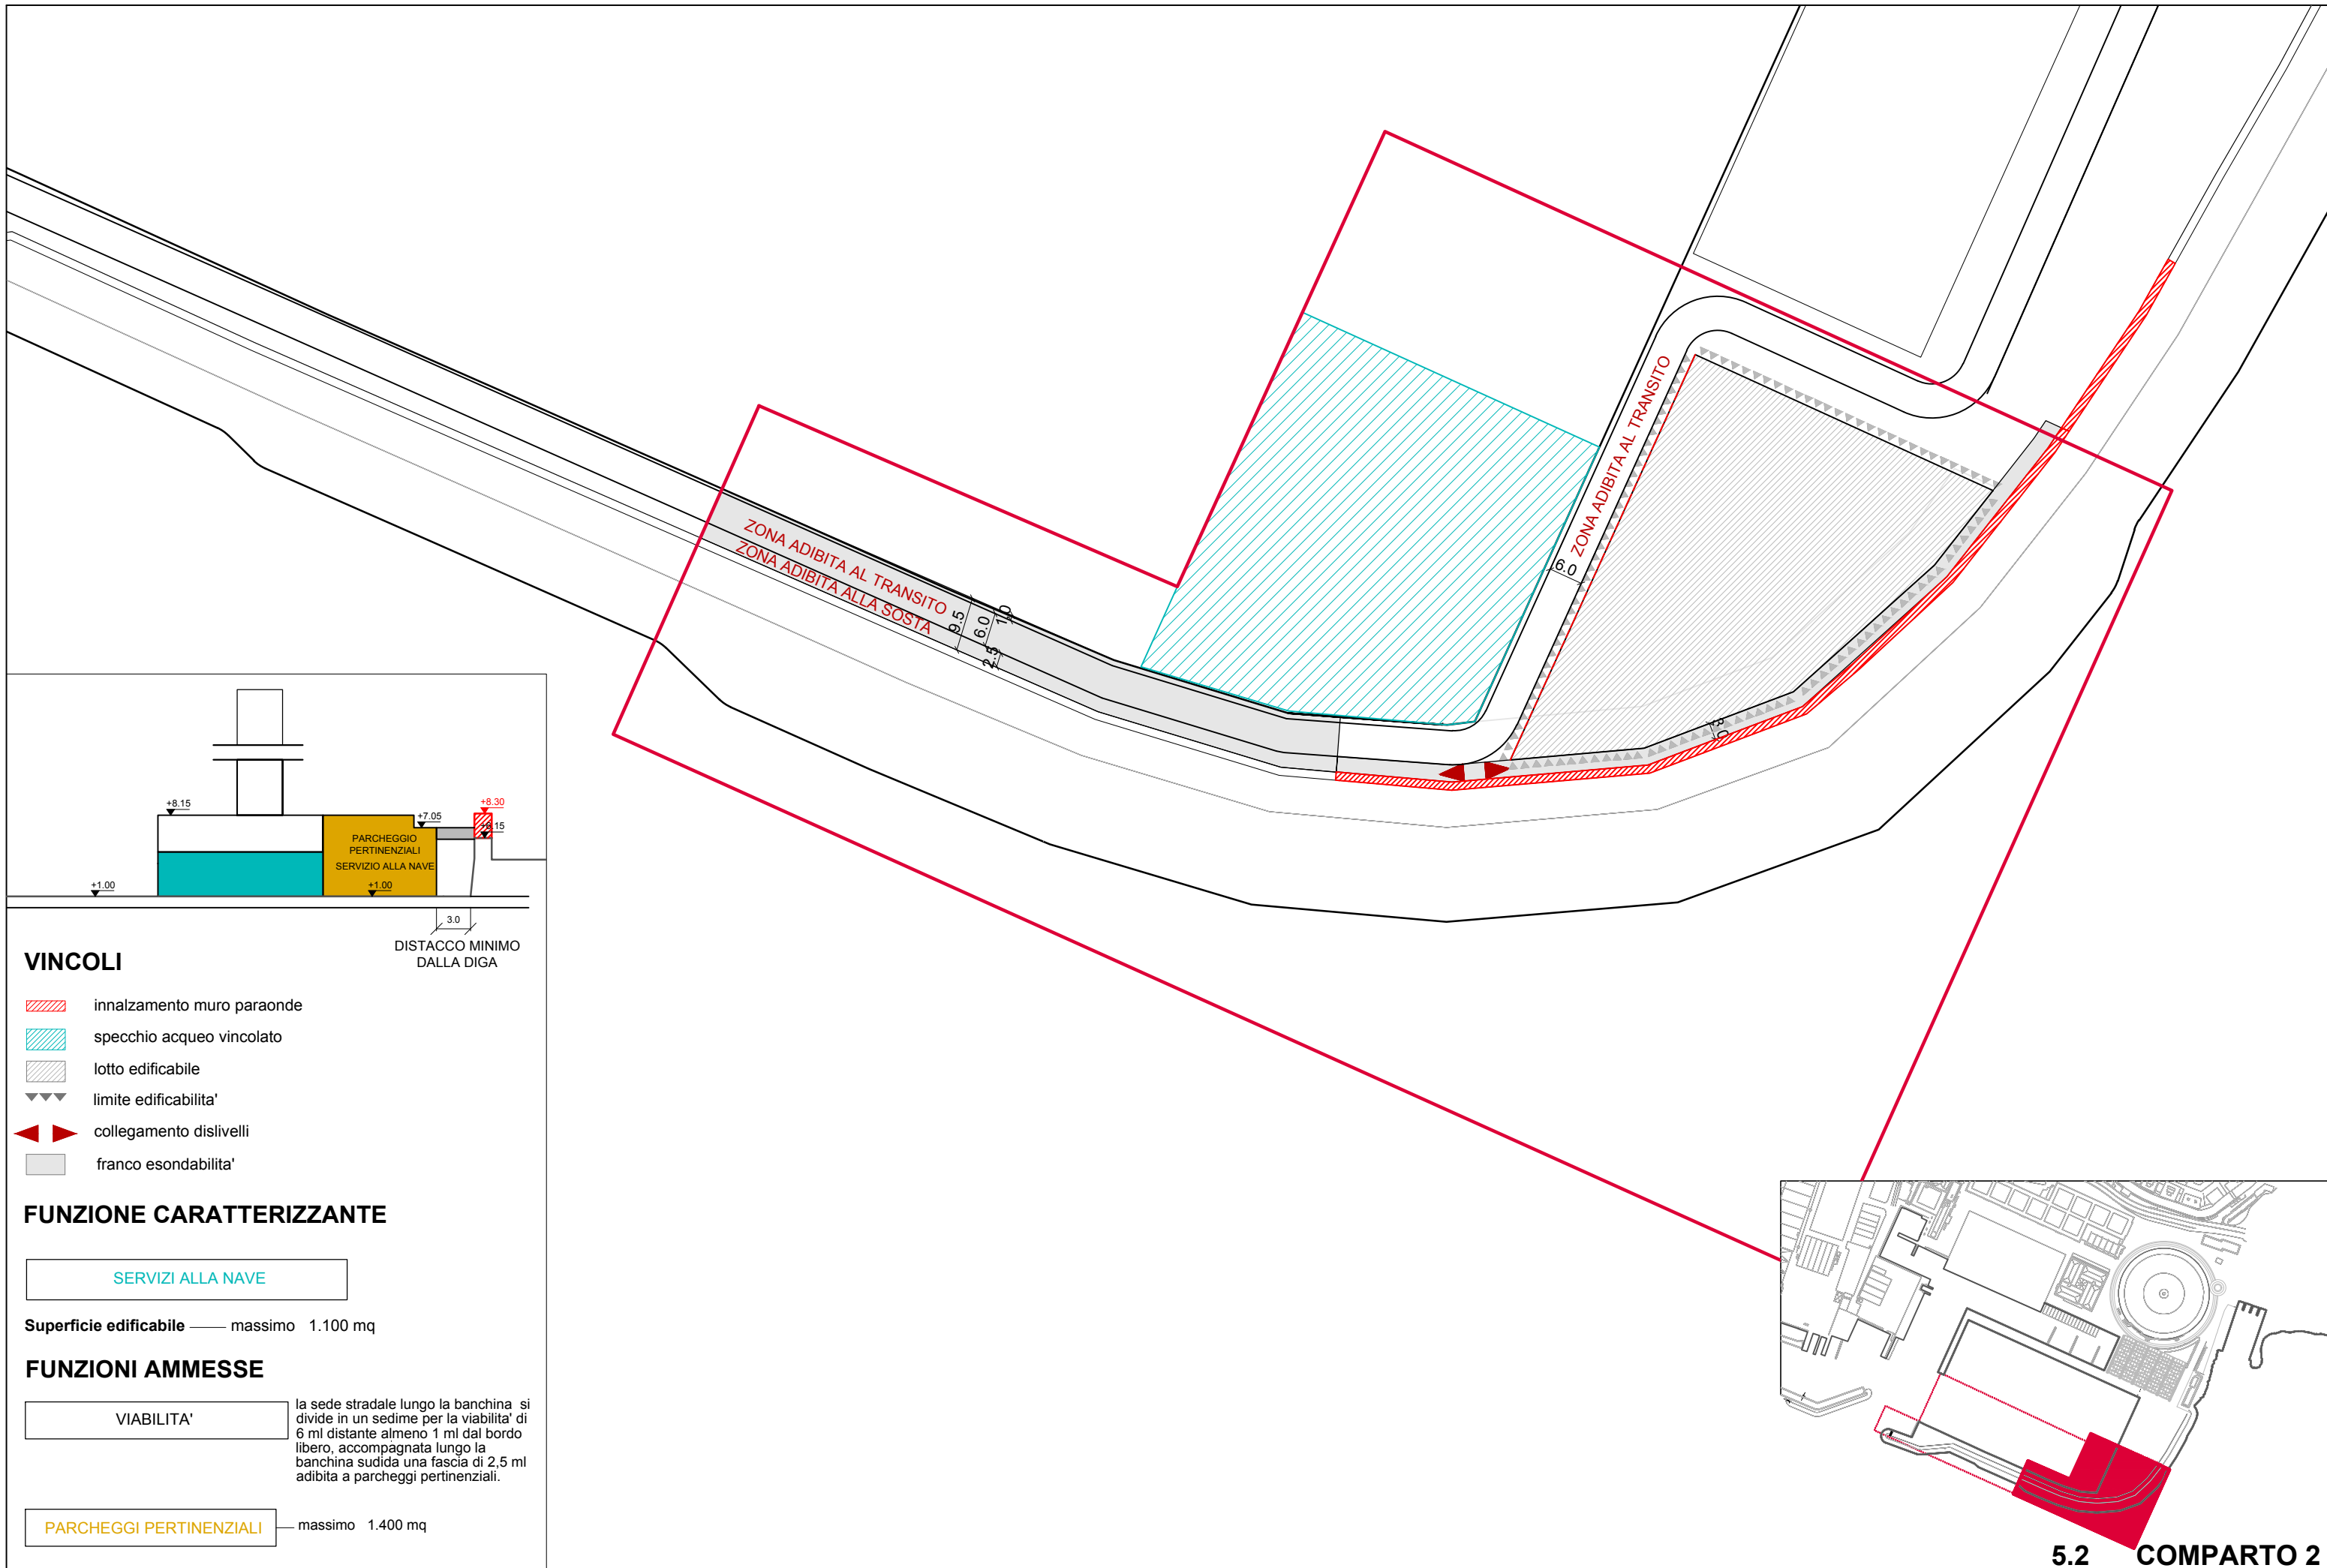 ZONA ADIBITA AL TRANSITO
ZONA ADIBITA ALLA SOSTA
9.5
6.0
1.0
2.5
ZONA ADIBITA AL TRANSITO
6.0
3.0
+8.15
+7.05
+8.30
PARCHEGGIO
PERTINENZIALI
SERVIZIO ALLA NAVE
+1.00
+1.00
3.0
DISTACCO MINIMO
DALLA DIGA
VINCOLI
innalzamento muro paraonde
specchio acqueo vincolato
lotto edificabile
limite edificabilita'
collegamento dislivelli
franco esondabilita'
FUNZIONE CARATTERIZZANTE
SERVIZI ALLA NAVE
Superficie edificabile massimo 1.100 mq
FUNZIONI AMMESSE
VIABILITA'
la sede stradale lungo la banchina si
divide in un sedime per la viabilita' di
6 ml distante almeno 1 ml dal bordo
libero, accompagnata lungo la
banchina sudida una fascia di 2,5 ml
adibita a parcheggi pertinenziali.
PARCHEGGI PERTINENZIALI massimo 1.400 mq
5.2 COMPARTO 2